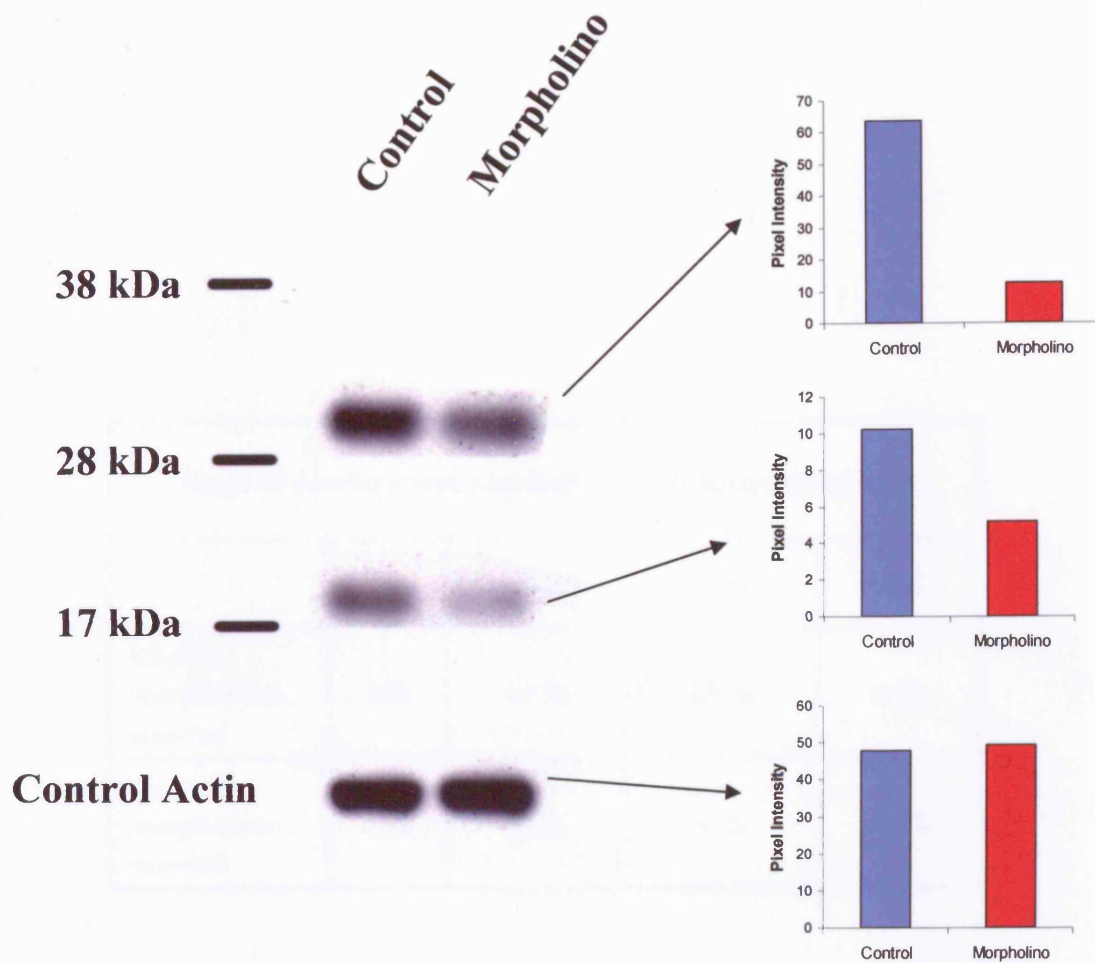 Control
Morpholino
38 kDa
28 kDa
17 kDa
Control Actin
70
60
50
40
30
20
10
0
Pixel Intensity
Control
Morpholino
12
10
8
6
4
2
0
Pixel Intensity
Control
Morpholino
60
50
40
30
20
10
0
Pixel Intensity
Control
Morpholino